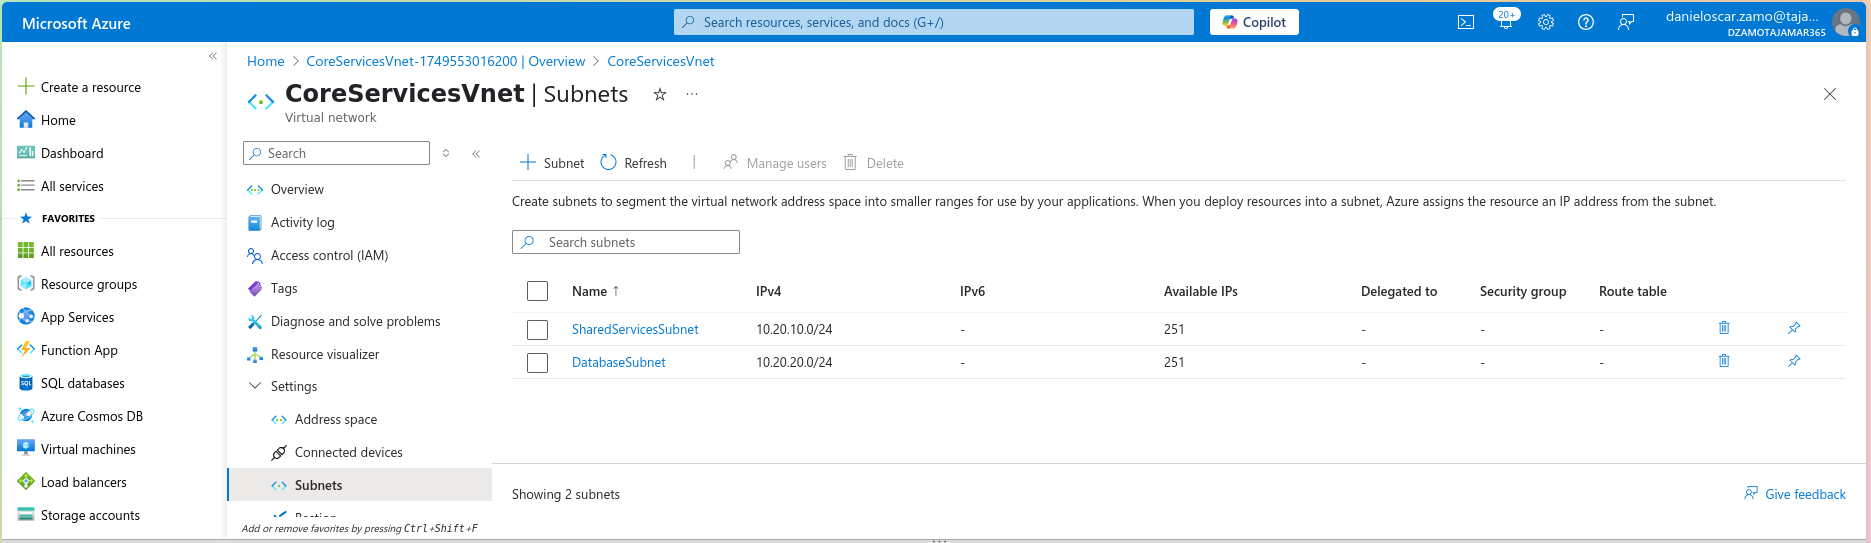 Microsoft Azure
Search resources, services, and docs (G+/)
Copilot
20+
danieloscar.zamo@taja...
DZAMOTAJAMAR365
Create a resource
Home
Dashboard
All services
FAVORITES
All resources
Resource groups
App Services
Function App
SQL databases
Azure Cosmos DB
Virtual machines
Load balancers
Storage accounts
Home > CoreServicesVnet-1749553016200 | Overview > CoreServicesVnet
CoreServicesVnet | Subnets
Virtual network
Search
Overview
Activity log
Access control (IAM)
Tags
Diagnose and solve problems
Resource visualizer
Settings
Address space
Connected devices
Subnets
Add or remove favorites by pressing Ctrl+Shift+F
Subnet Refresh | Manage users Delete
Create subnets to segment the virtual network address space into smaller ranges for use by your applications. When you deploy resources into a subnet, Azure assigns the resource an IP address from the subnet.
Search subnets
Name ↑ IPv4 IPv6 Available IPs Delegated to Security group Route table
SharedServicesSubnet 10.20.10.0/24 - 251 - - -
DatabaseSubnet 10.20.20.0/24 - 251 - - -
Showing 2 subnets
Give feedback